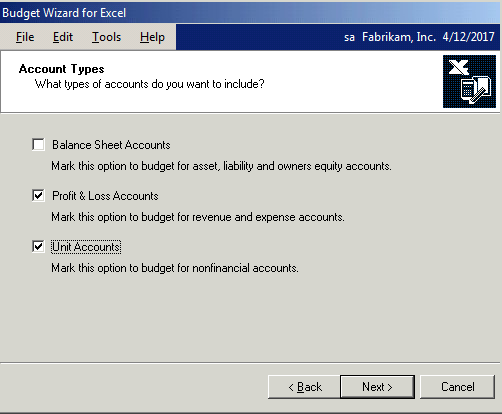 Budget Wizard for Excel
File Edit Tools Help sa Fabrikam, Inc. 4/12/2017
Account Types
What types of accounts do you want to include?
Balance Sheet Accounts
Mark this option to budget for asset, liability and owners equity accounts.
Profit & Loss Accounts
Mark this option to budget for revenue and expense accounts.
Unit Accounts
Mark this option to budget for nonfinancial accounts.
< Back Next > Cancel